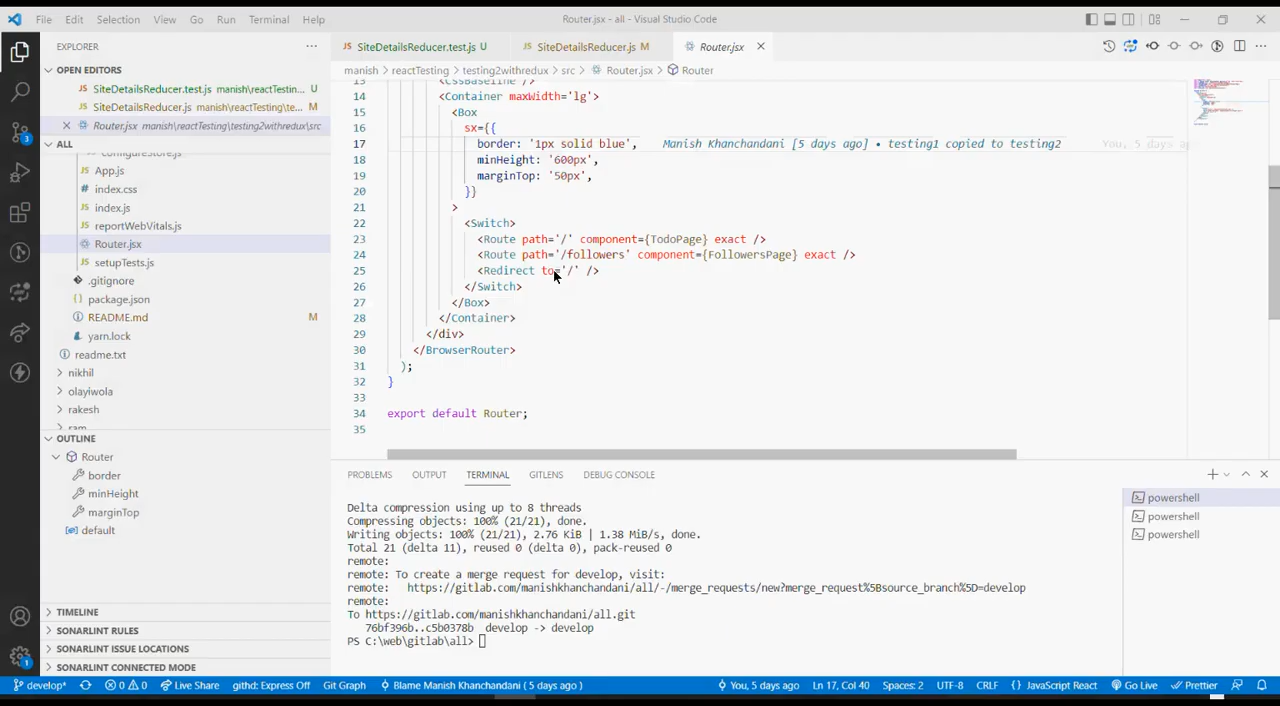 File Edit Selection View Go Run Terminal Help
Router.jsx - all - Visual Studio Code
EXPLORER
OPEN EDITORS
SiteDetailsReducer.test.js U
SiteDetailsReducer.js manish\reactTesting\te... M
Router.jsx manish\reactTesting\testing2withredux\src
ALL
configureStore.js
App.js
index.css
index.js
reportWebVitals.js
Router.jsx
setupTests.js
.gitignore
package.json
README.md M
yarn.lock
readme.txt
nikhil
olayiwola
rakesh
ram
OUTLINE
Router
border
minHeight
marginTop
default
TIMELINE
SONARLINT RULES
SONARLINT ISSUE LOCATIONS
SONARLINT CONNECTED MODE
SiteDetailsReducer.test.js U
SiteDetailsReducer.js M
Router.jsx
manish > reactTesting > testing2withredux > src > Router.jsx > Router
13 <CssBaseline />
14 <Container maxWidth='lg'>
15 <Box
16 sx={{
17 border: '1px solid blue', Manish Khanchandani [5 days ago] • testing1 copied to testing2 You, 5 days a
18 minHeight: '600px',
19 marginTop: '50px',
20 }}
21 >
22 <Switch>
23 <Route path='/' component={TodoPage} exact />
24 <Route path='/followers' component={FollowersPage} exact />
25 <Redirect to='/' />
26 </Switch>
27 </Box>
28 </Container>
29 </div>
30 </BrowserRouter>
31 );
32 }
33
34 export default Router;
35
PROBLEMS OUTPUT TERMINAL GITLENS DEBUG CONSOLE
Delta compression using up to 8 threads
Compressing objects: 100% (21/21), done.
Writing objects: 100% (21/21), 2.76 KiB | 1.38 MiB/s, done.
Total 21 (delta 11), reused 0 (delta 0), pack-reused 0
remote:
remote: To create a merge request for develop, visit:
remote:   https://gitlab.com/manishkhanchandani/all/-/merge_requests/new?merge_request%5Bsource_branch%5D=develop
remote:
To https://gitlab.com/manishkhanchandani/all.git
76bf396b..c5b0378b  develop -> develop
PS C:\web\gitlab\all>
powershell
powershell
powershell
3
1
develop* 0 0 Live Share githd: Express Off Git Graph Blame Manish Khanchandani ( 5 days ago ) You, 5 days ago Ln 17, Col 40 Spaces: 2 UTF-8 CRLF {} JavaScript React Go Live Prettier